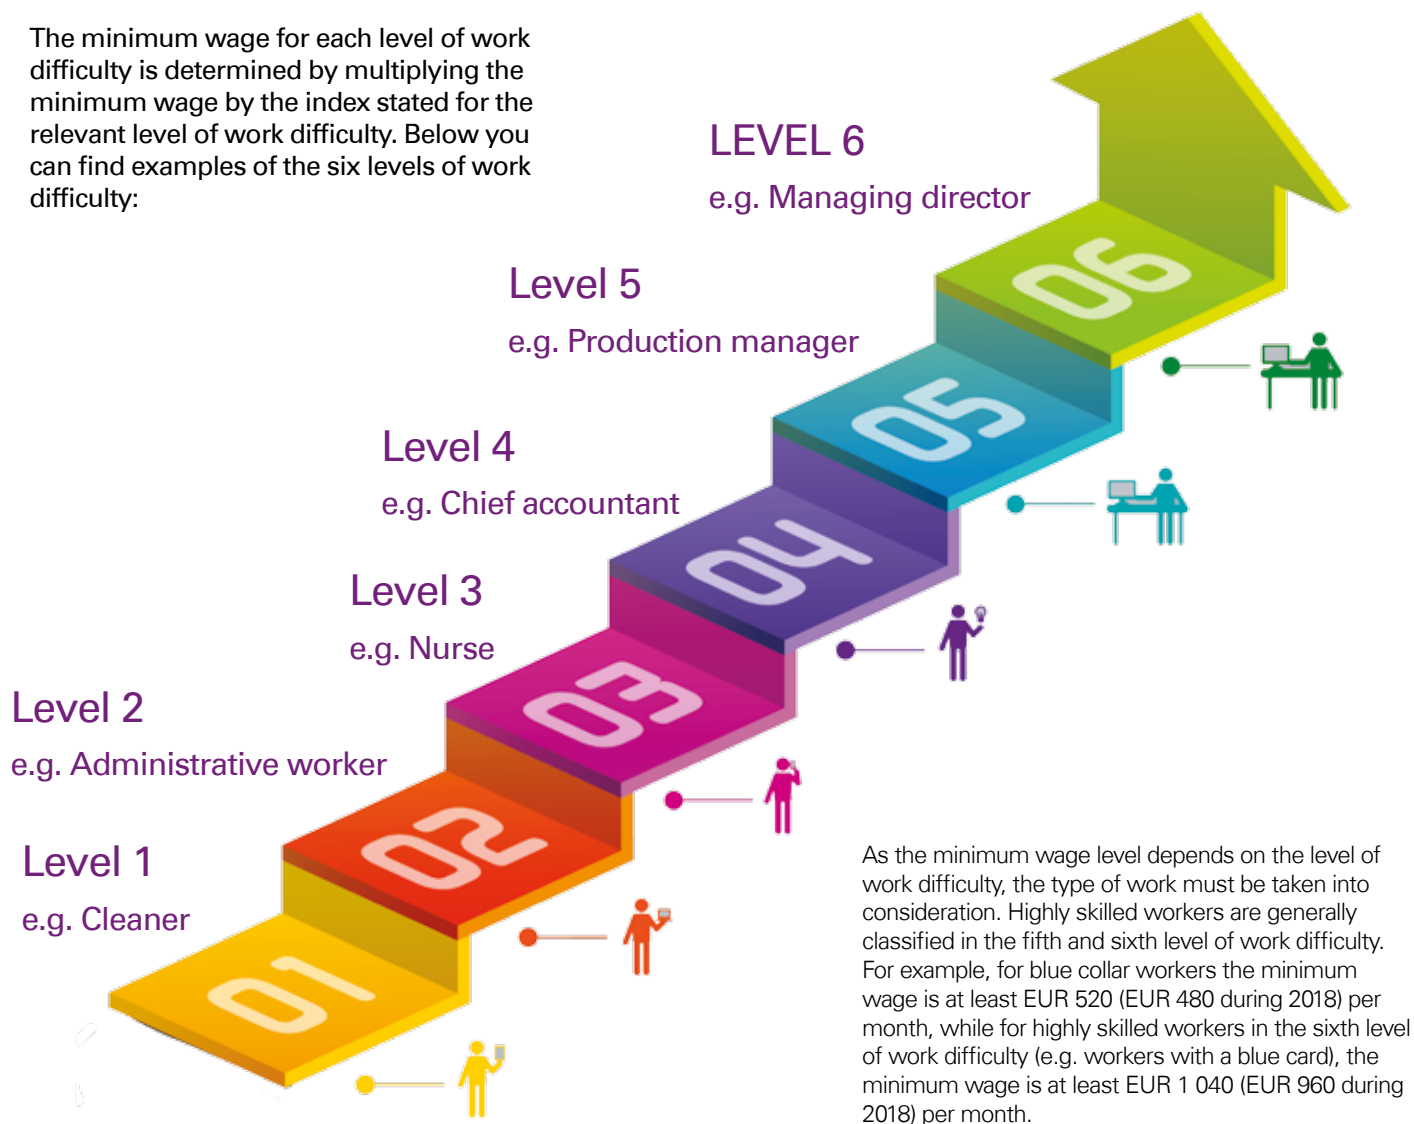 The minimum wage for each level of work
difficulty is determined by multiplying the
minimum wage by the index stated for the
relevant level of work difficulty. Below you
can find examples of the six levels of work
difficulty:
LEVEL 6
e.g. Managing director
06
Level 5
e.g. Production manager
05
Level 4
e.g. Chief accountant
04
Level 3
e.g. Nurse
03
Level 2
e.g. Administrative worker
02
Level 1
e.g. Cleaner
01
As the minimum wage level depends on the level of
work difficulty, the type of work must be taken into
consideration. Highly skilled workers are generally
classified in the fifth and sixth level of work difficulty.
For example, for blue collar workers the minimum
wage is at least EUR 520 (EUR 480 during 2018) per
month, while for highly skilled workers in the sixth level
of work difficulty (e.g. workers with a blue card), the
minimum wage is at least EUR 1 040 (EUR 960 during
2018) per month.